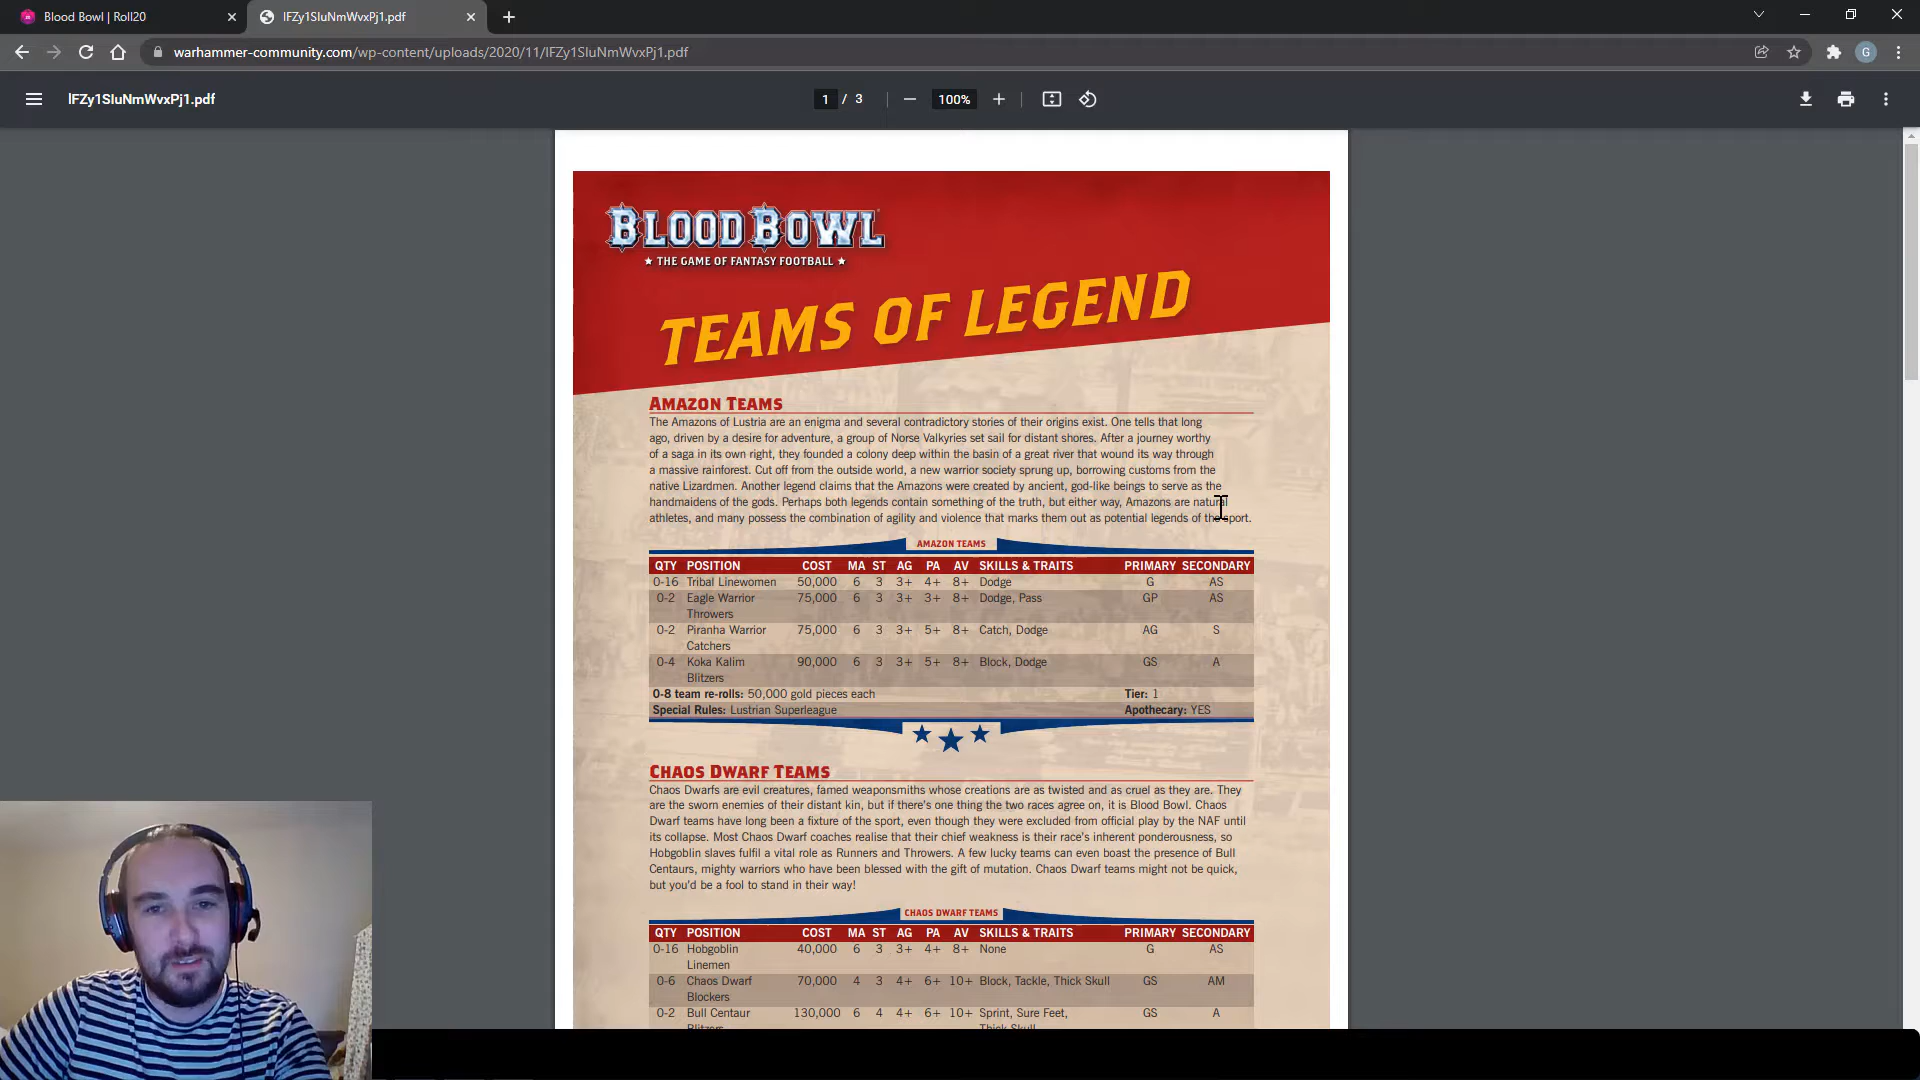 Blood Bowl | Roll20
lFZy1SluNmWvxPj1.pdf
warhammer-community.com/wp-content/uploads/2020/11/lFZy1SluNmWvxPj1.pdf
G
lFZy1SluNmWvxPj1.pdf
1 / 3
100%
BLOOD BOWL
★ THE GAME OF FANTASY FOOTBALL ★
TEAMS OF LEGEND
AMAZON TEAMS
The Amazons of Lustria are an enigma and several contradictory stories of their origins exist. One tells that long
ago, driven by a desire for adventure, a group of Norse Valkyries set sail for distant shores. After a journey worthy
of a saga in its own right, they founded a colony deep within the basin of a great river that wound its way through
a massive rainforest. Cut off from the outside world, a new warrior society sprung up, borrowing customs from the
native Lizardmen. Another legend claims that the Amazons were created by ancient, god-like beings to serve as the
handmaidens of the gods. Perhaps both legends contain something of the truth, but either way, Amazons are natural
athletes, and many possess the combination of agility and violence that marks them out as potential legends of the sport.
AMAZON TEAMS
QTY POSITION COST MA ST AG PA AV SKILLS & TRAITS PRIMARY SECONDARY
0-16 Tribal Linewomen 50,000 6 3 3+ 4+ 8+ Dodge G AS
0-2 Eagle Warrior 75,000 6 3 3+ 3+ 8+ Dodge, Pass GP AS
Throwers
0-2 Piranha Warrior 75,000 6 3 3+ 5+ 8+ Catch, Dodge AG S
Catchers
0-4 Koka Kalim 90,000 6 3 3+ 5+ 8+ Block, Dodge GS A
Blitzers
0-8 team re-rolls: 50,000 gold pieces each Tier: 1
Special Rules: Lustrian Superleague Apothecary: YES
CHAOS DWARF TEAMS
Chaos Dwarfs are evil creatures, famed weaponsmiths whose creations are as twisted and as cruel as they are. They
are the sworn enemies of their distant kin, but if there's one thing the two races agree on, it is Blood Bowl. Chaos
Dwarf teams have long been a fixture of the sport, even though they were excluded from official play by the NAF until
its collapse. Most Chaos Dwarf coaches realise that their chief weakness is their race's inherent ponderousness, so
Hobgoblin slaves fulfil a vital role as Runners and Throwers. A few lucky teams can even boast the presence of Bull
Centaurs, mighty warriors who have been blessed with the gift of mutation. Chaos Dwarf teams might not be quick,
but you'd be a fool to stand in their way!
CHAOS DWARF TEAMS
QTY POSITION COST MA ST AG PA AV SKILLS & TRAITS PRIMARY SECONDARY
0-16 Hobgoblin 40,000 6 3 3+ 4+ 8+ None G AS
Linemen
0-6 Chaos Dwarf 70,000 4 3 4+ 6+ 10+ Block, Tackle, Thick Skull GS AM
Blockers
0-2 Bull Centaur 130,000 6 4 4+ 6+ 10+ Sprint, Sure Feet, GS A
Blitzers Thick Skull